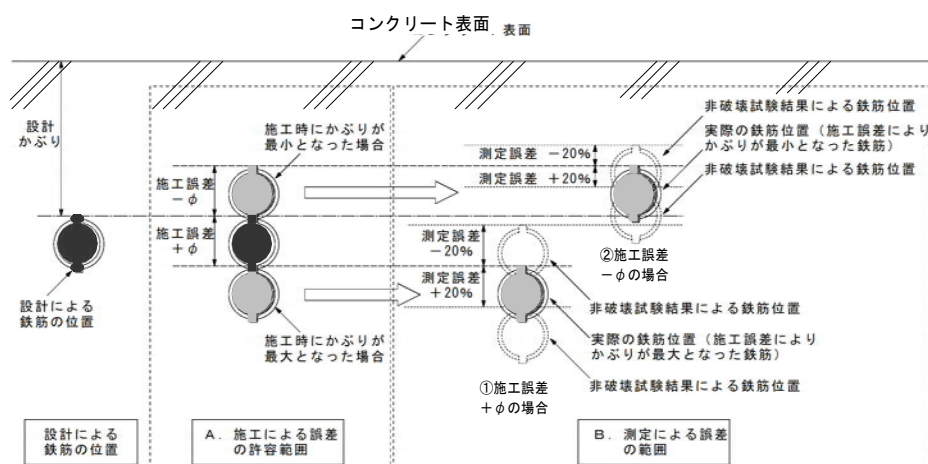 コンクリート表面
表面
設計
かぶり
設計による
鉄筋の位置
施工時にかぶりが
最小となった場合
施工誤差
－φ
施工誤差
＋φ
施工時にかぶりが
最大となった場合
測定誤差 －20%
測定誤差 ＋20%
測定誤差
－20%
測定誤差
＋20%
非破壊試験結果による鉄筋位置
実際の鉄筋位置（施工誤差により
かぶりが最小となった鉄筋）
非破壊試験結果による鉄筋位置
②施工誤差
－φの場合
非破壊試験結果による鉄筋位置
実際の鉄筋位置（施工誤差により
かぶりが最大となった鉄筋）
非破壊試験結果による鉄筋位置
①施工誤差
＋φの場合
設計による
鉄筋の位置
A．施工による誤差
の許容範囲
B．測定による誤差
の範囲